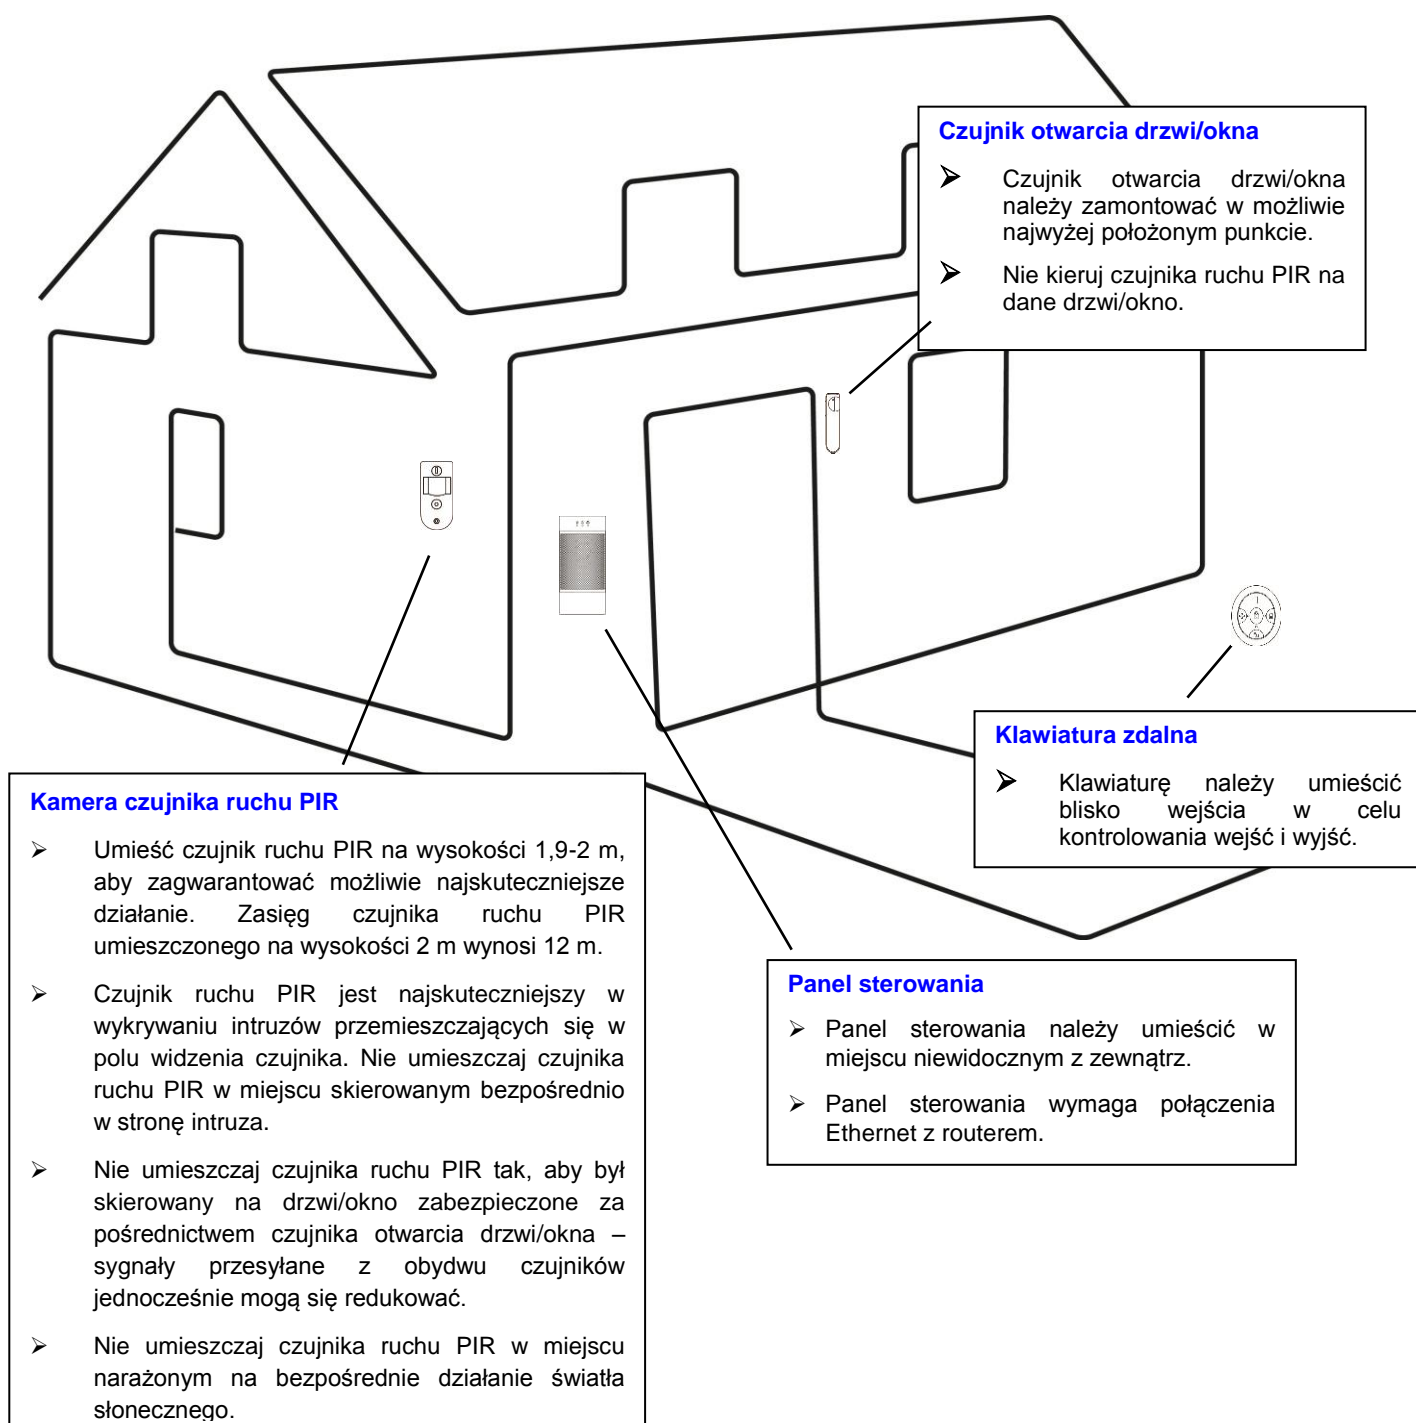 Czujnik otwarcia drzwi/okna
➢ Czujnik otwarcia drzwi/okna
należy zamontować w możliwie
najwyżej położonym punkcie.
➢ Nie kieruj czujnika ruchu PIR na
dane drzwi/okno.
Klawiatura zdalna
➢ Klawiaturę należy umieścić
blisko wejścia w celu
kontrolowania wejść i wyjść.
Kamera czujnika ruchu PIR
➢ Umieść czujnik ruchu PIR na wysokości 1,9-2 m,
aby zagwarantować możliwie najskuteczniejsze
działanie. Zasięg czujnika ruchu PIR
umieszczonego na wysokości 2 m wynosi 12 m.
➢ Czujnik ruchu PIR jest najskuteczniejszy w
wykrywaniu intruzów przemieszczających się w
polu widzenia czujnika. Nie umieszczaj czujnika
ruchu PIR w miejscu skierowanym bezpośrednio
w stronę intruza.
➢ Nie umieszczaj czujnika ruchu PIR tak, aby był
skierowany na drzwi/okno zabezpieczone za
pośrednictwem czujnika otwarcia drzwi/okna –
sygnały przesyłane z obydwu czujników
jednocześnie mogą się redukować.
➢ Nie umieszczaj czujnika ruchu PIR w miejscu
narażonym na bezpośrednie działanie światła
słonecznego.
Panel sterowania
➢ Panel sterowania należy umieścić w
miejscu niewidocznym z zewnątrz.
➢ Panel sterowania wymaga połączenia
Ethernet z routerem.